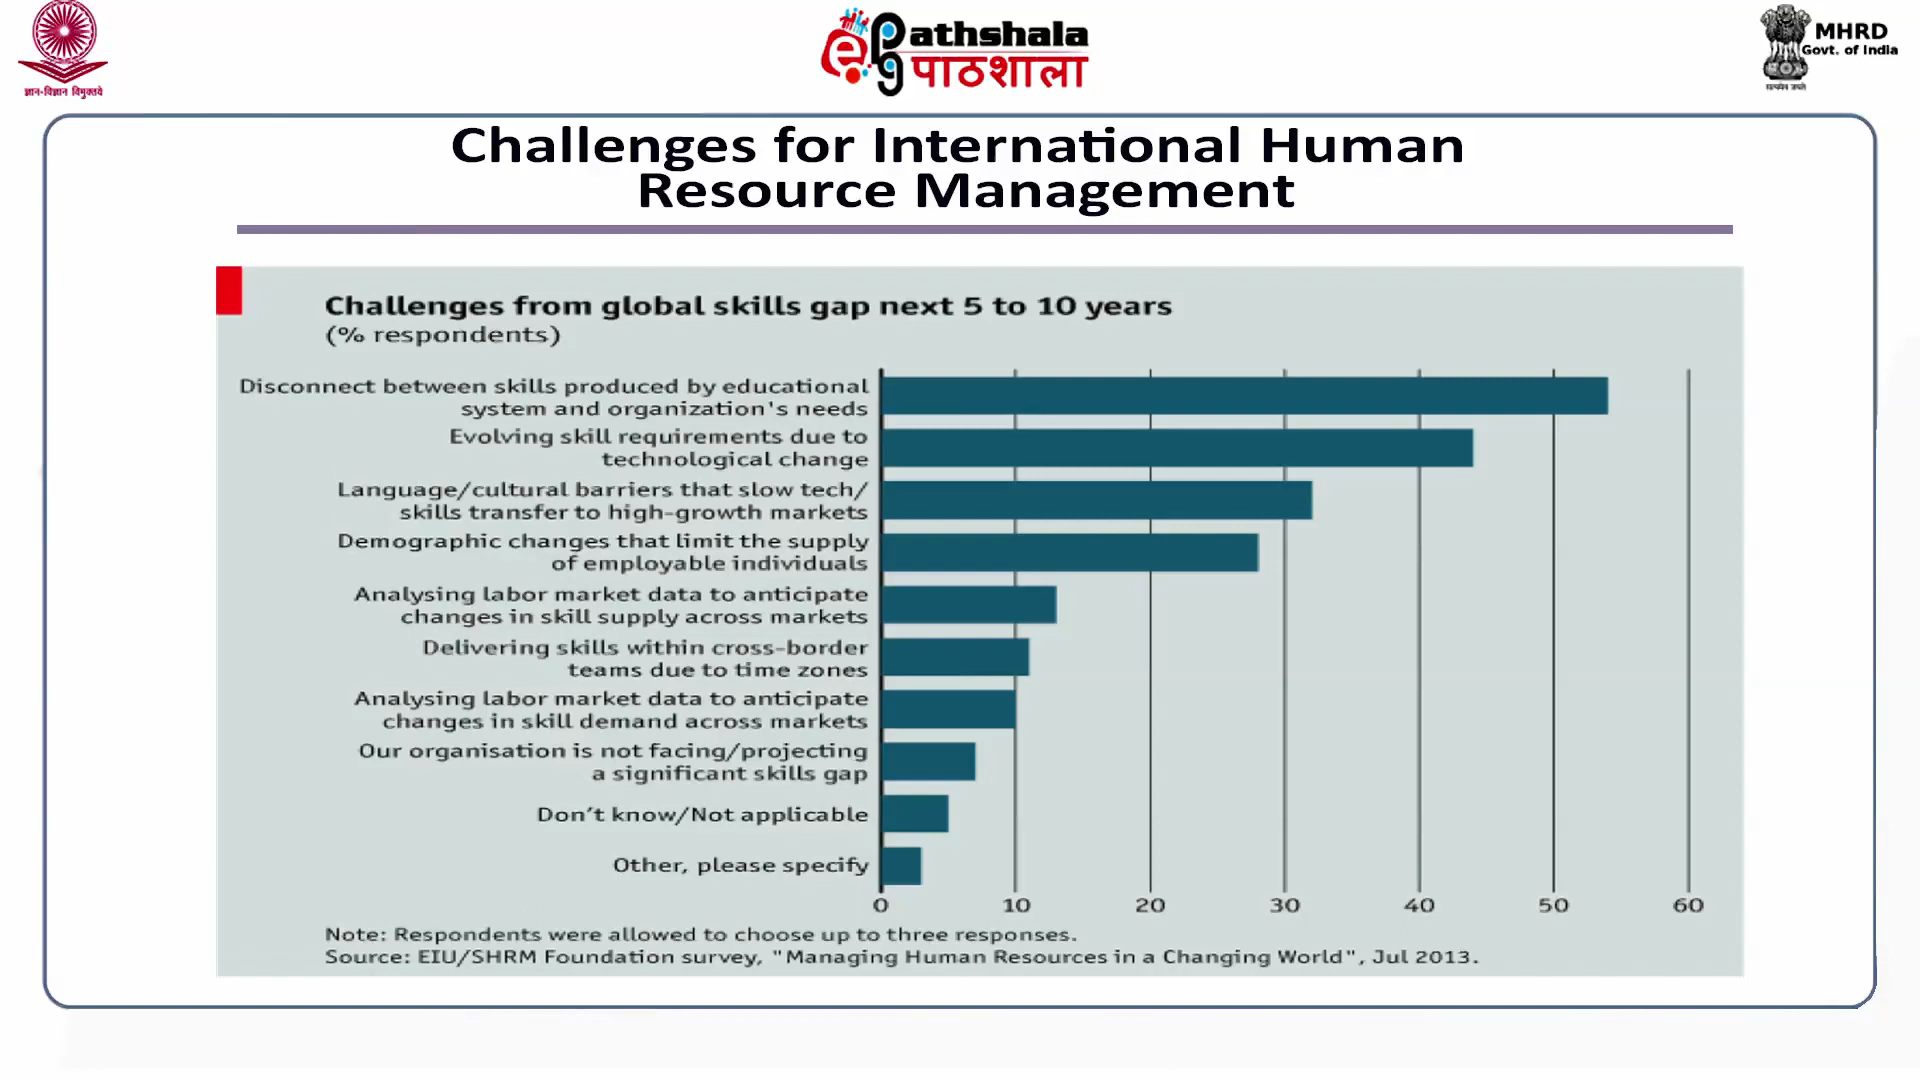 ज्ञान-विज्ञान विमुक्तये
ePathshala
पाठशाला
MHRD
Govt. of India
सत्यमेव जयते
Challenges for International Human
Resource Management
Challenges from global skills gap next 5 to 10 years
(% respondents)
Disconnect between skills produced by educational
system and organization's needs
Evolving skill requirements due to
technological change
Language/cultural barriers that slow tech/
skills transfer to high-growth markets
Demographic changes that limit the supply
of employable individuals
Analysing labor market data to anticipate
changes in skill supply across markets
Delivering skills within cross-border
teams due to time zones
Analysing labor market data to anticipate
changes in skill demand across markets
Our organisation is not facing/projecting
a significant skills gap
Don't know/Not applicable
Other, please specify
0 10 20 30 40 50 60
Note: Respondents were allowed to choose up to three responses.
Source: EIU/SHRM Foundation survey, "Managing Human Resources in a Changing World", Jul 2013.